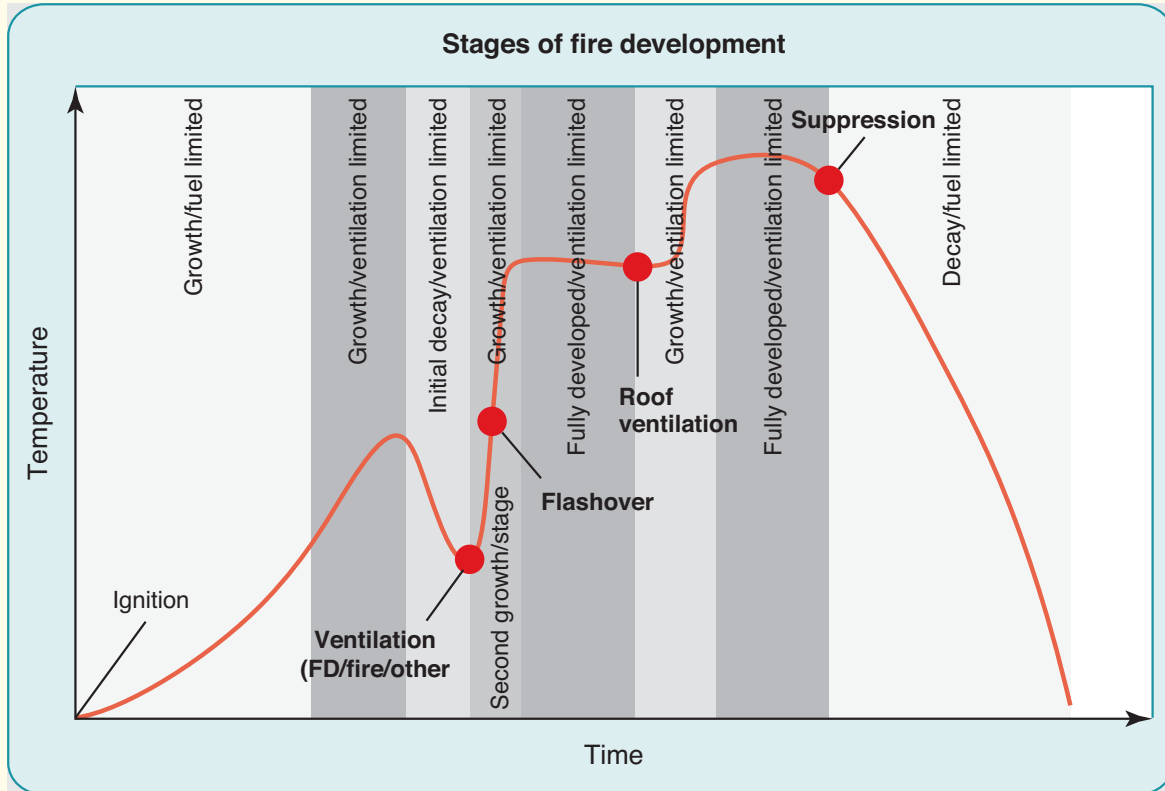 Stages of fire development
Temperature
Growth/fuel limited
Growth/ventilation limited
Initial decay/ventilation limited
Growth/ventilation limited
Second growth/stage
Fully developed/ventilation limited
Growth/ventilation limited
Fully developed/ventilation limited
Decay/fuel limited
Suppression
Roof
ventilation
Flashover
Ignition
Ventilation
(FD/fire/other
Time